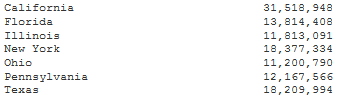 California 31,518,948
Florida 13,814,408
Illinois 11,813,091
New York 18,377,334
Ohio 11,200,790
Pennsylvania 12,167,566
Texas 18,209,994